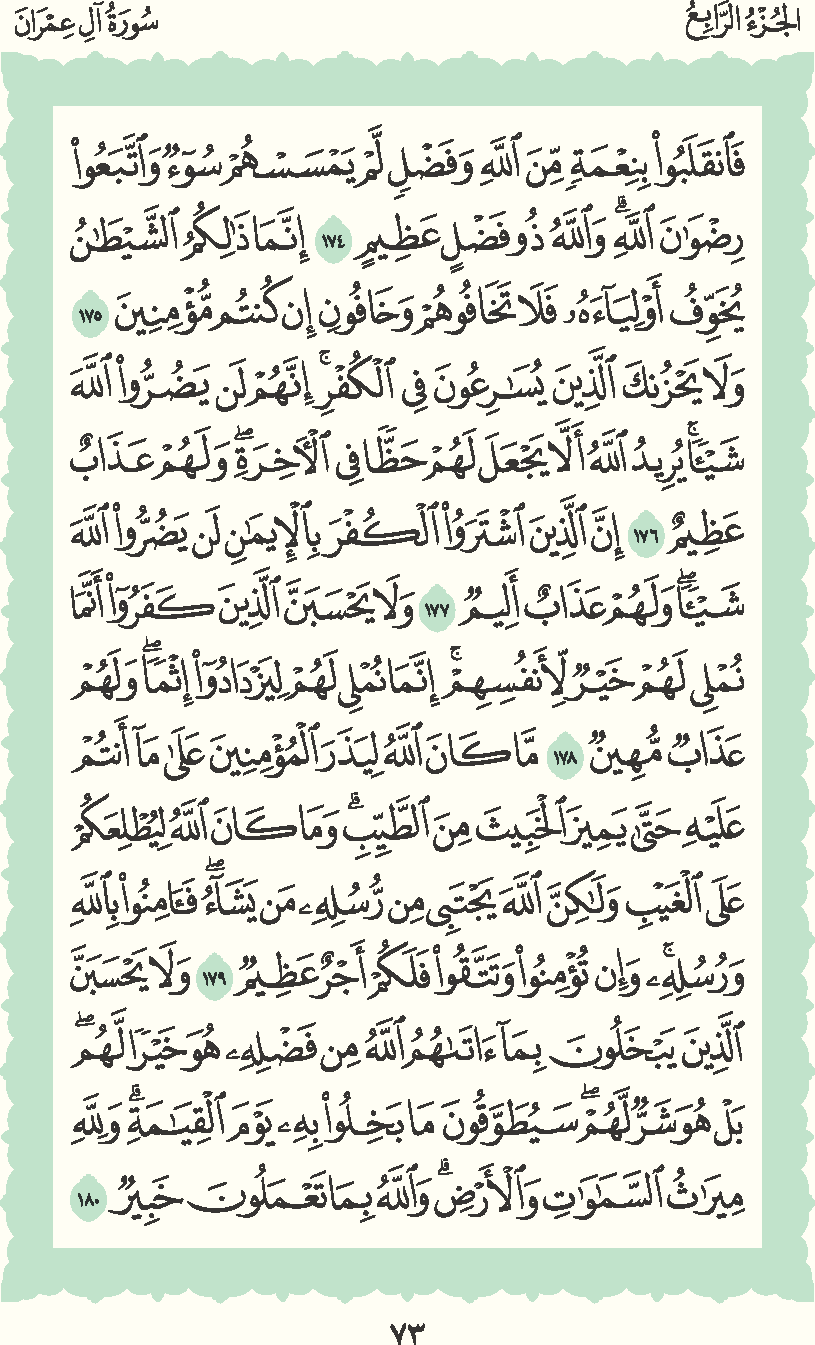 الجُزْءُ الرَّابِعُ
سُورَةُ آلِ عِمْرَانَ
فَٱنقَلَبُوا۟ بِنِعْمَةٍ مِّنَ ٱللَّهِ وَفَضْلٍ لَّمْ يَمْسَسْهُمْ سُوٓءٌ وَٱتَّبَعُوا۟
رِضْوَٰنَ ٱللَّهِ ۗ وَٱللَّهُ ذُو فَضْلٍ عَظِيمٍ ١٧٤ إِنَّمَا ذَٰلِكُمُ ٱلشَّيْطَٰنُ
يُخَوِّفُ أَوْلِيَآءَهُۥ فَلَا تَخَافُوهُمْ وَخَافُونِ إِن كُنتُم مُّؤْمِنِينَ ١٧٥
وَلَا يَحْزُنكَ ٱلَّذِينَ يُسَٰرِعُونَ فِى ٱلْكُفْرِ ۚ إِنَّهُمْ لَن يَضُرُّوا۟ ٱللَّهَ
شَيْـًٔا ۚ يُرِيدُ ٱللَّهُ أَلَّا يَجْعَلَ لَهُمْ حَظًّا فِى ٱلْـَٔاخِرَةِ ۖ وَلَهُمْ عَذَابٌ
عَظِيمٌ ١٧٦ إِنَّ ٱلَّذِينَ ٱشْتَرَوُا۟ ٱلْكُفْرَ بِٱلْإِيمَٰنِ لَن يَضُرُّوا۟ ٱللَّهَ
شَيْـًٔا ۖ وَلَهُمْ عَذَابٌ أَلِيمٌ ١٧٧ وَلَا يَحْسَبَنَّ ٱلَّذِينَ كَفَرُوٓا۟ أَنَّمَا
نُمْلِى لَهُمْ خَيْرٌ لِّأَنفُسِهِمْ ۚ إِنَّمَا نُمْلِى لَهُمْ لِيَزْدَادُوٓا۟ إِثْمًا ۖ وَلَهُمْ
عَذَابٌ مُّهِينٌ ١٧٨ مَّا كَانَ ٱللَّهُ لِيَذَرَ ٱلْمُؤْمِنِينَ عَلَىٰ مَآ أَنتُمْ
عَلَيْهِ حَتَّىٰ يَمِيزَ ٱلْخَبِيثَ مِنَ ٱلطَّيِّبِ ۗ وَمَا كَانَ ٱللَّهُ لِيُطْلِعَكُمْ
عَلَى ٱلْغَيْبِ وَلَٰكِنَّ ٱللَّهَ يَجْتَبِى مِن رُّسُلِهِۦ مَن يَشَآءُ ۖ فَـَٔامِنُوا۟ بِٱللَّهِ
وَرُسُلِهِۦ ۚ وَإِن تُؤْمِنُوا۟ وَتَتَّقُوا۟ فَلَكُمْ أَجْرٌ عَظِيمٌ ١٧٩ وَلَا يَحْسَبَنَّ
ٱلَّذِينَ يَبْخَلُونَ بِمَآ ءَاتَىٰهُمُ ٱللَّهُ مِن فَضْلِهِۦ هُوَ خَيْرًا لَّهُم ۖ
بَلْ هُوَ شَرٌّ لَّهُمْ ۖ سَيُطَوَّقُونَ مَا بَخِلُوا۟ بِهِۦ يَوْمَ ٱلْقِيَٰمَةِ ۗ وَلِلَّهِ
مِيرَٰثُ ٱلسَّمَٰوَٰتِ وَٱلْأَرْضِ ۗ وَٱللَّهُ بِمَا تَعْمَلُونَ خَبِيرٌ ١٨٠
٧٣